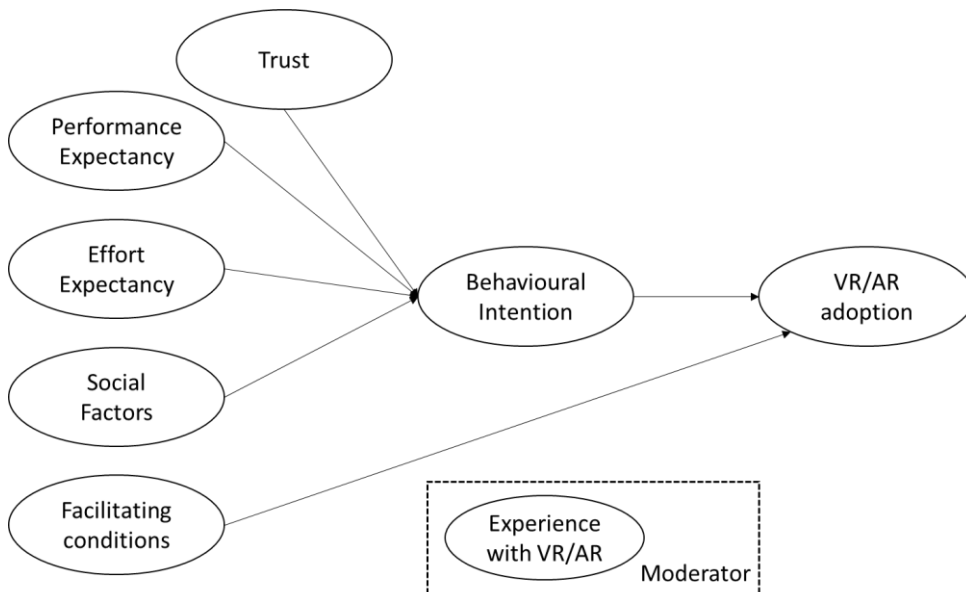 Trust
Performance
Expectancy
Effort
Expectancy
Behavioural
Intention
VR/AR
adoption
Social
Factors
Facilitating
conditions
Experience
with VR/AR
Moderator